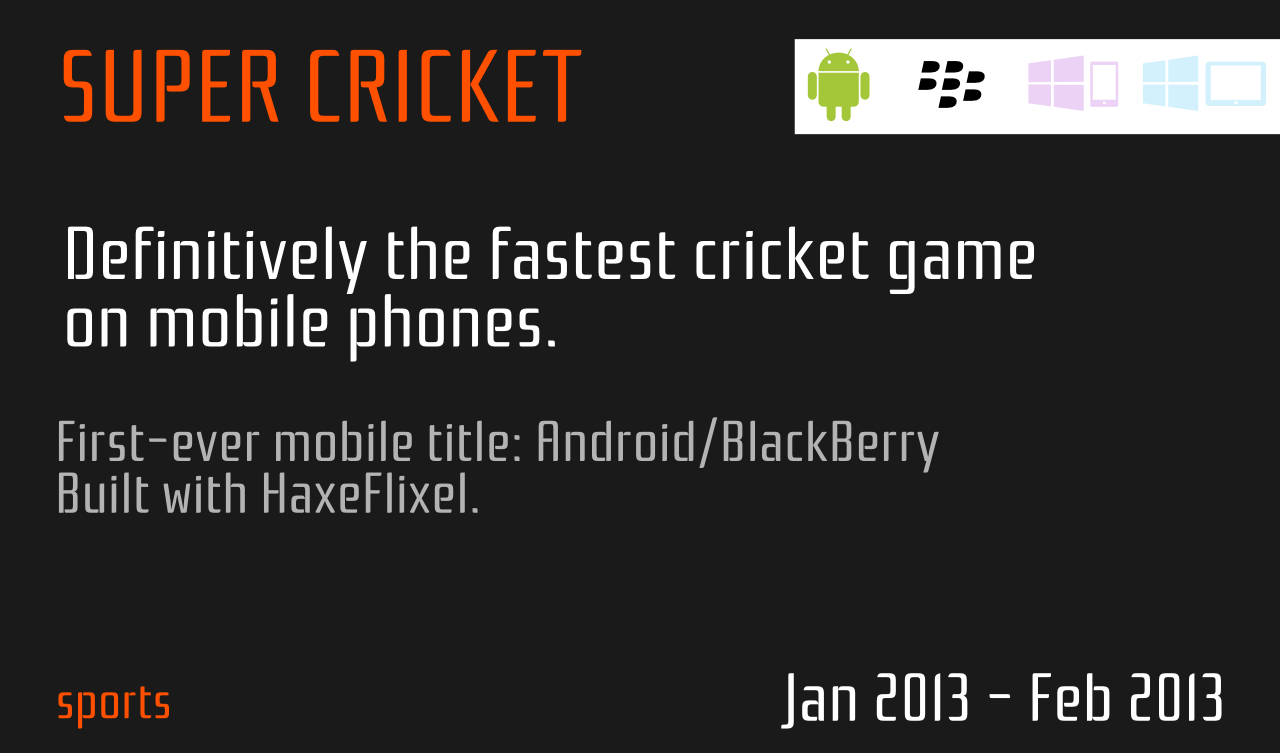 SUPER CRICKET
Definitively the fastest cricket game
on mobile phones.
First-ever mobile title: Android/BlackBerry
Built with HaxeFlixel.
sports
Jan 2013 - Feb 2013